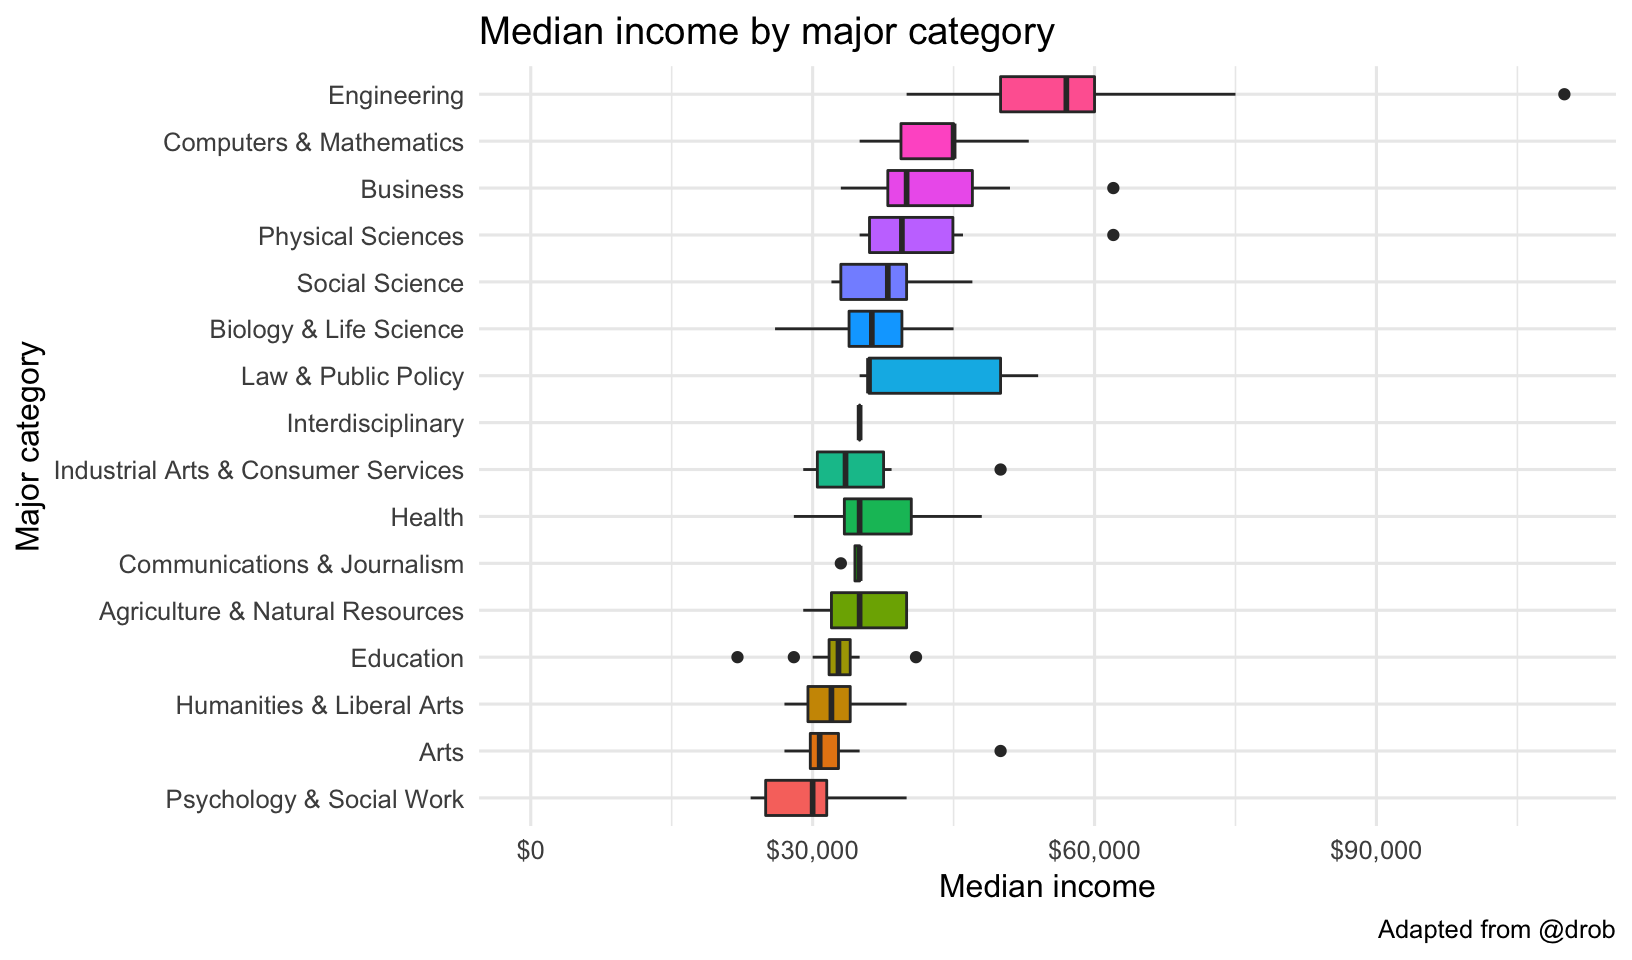 Median income by major category
Engineering
Computers & Mathematics
Business
Physical Sciences
Social Science
Biology & Life Science
Law & Public Policy
Interdisciplinary
Industrial Arts & Consumer Services
Health
Communications & Journalism
Agriculture & Natural Resources
Education
Humanities & Liberal Arts
Arts
Psychology & Social Work
Major category
$0 $30,000 $60,000 $90,000
Median income
Adapted from @drob